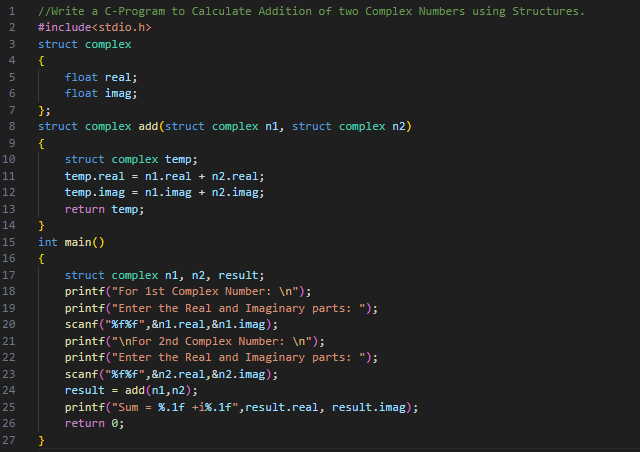 1 //Write a C-Program to Calculate Addition of two Complex Numbers using Structures.
2 #include<stdio.h>
3 struct complex
4 {
5     float real;
6     float imag;
7 };
8 struct complex add(struct complex n1, struct complex n2)
9 {
10     struct complex temp;
11     temp.real = n1.real + n2.real;
12     temp.imag = n1.imag + n2.imag;
13     return temp;
14 }
15 int main()
16 {
17     struct complex n1, n2, result;
18     printf("For 1st Complex Number: \n");
19     printf("Enter the Real and Imaginary parts: ");
20     scanf("%f%f",&n1.real,&n1.imag);
21     printf("\nFor 2nd Complex Number: \n");
22     printf("Enter the Real and Imaginary parts: ");
23     scanf("%f%f",&n2.real,&n2.imag);
24     result = add(n1,n2);
25     printf("Sum = %.1f +i%.1f",result.real, result.imag);
26     return 0;
27 }